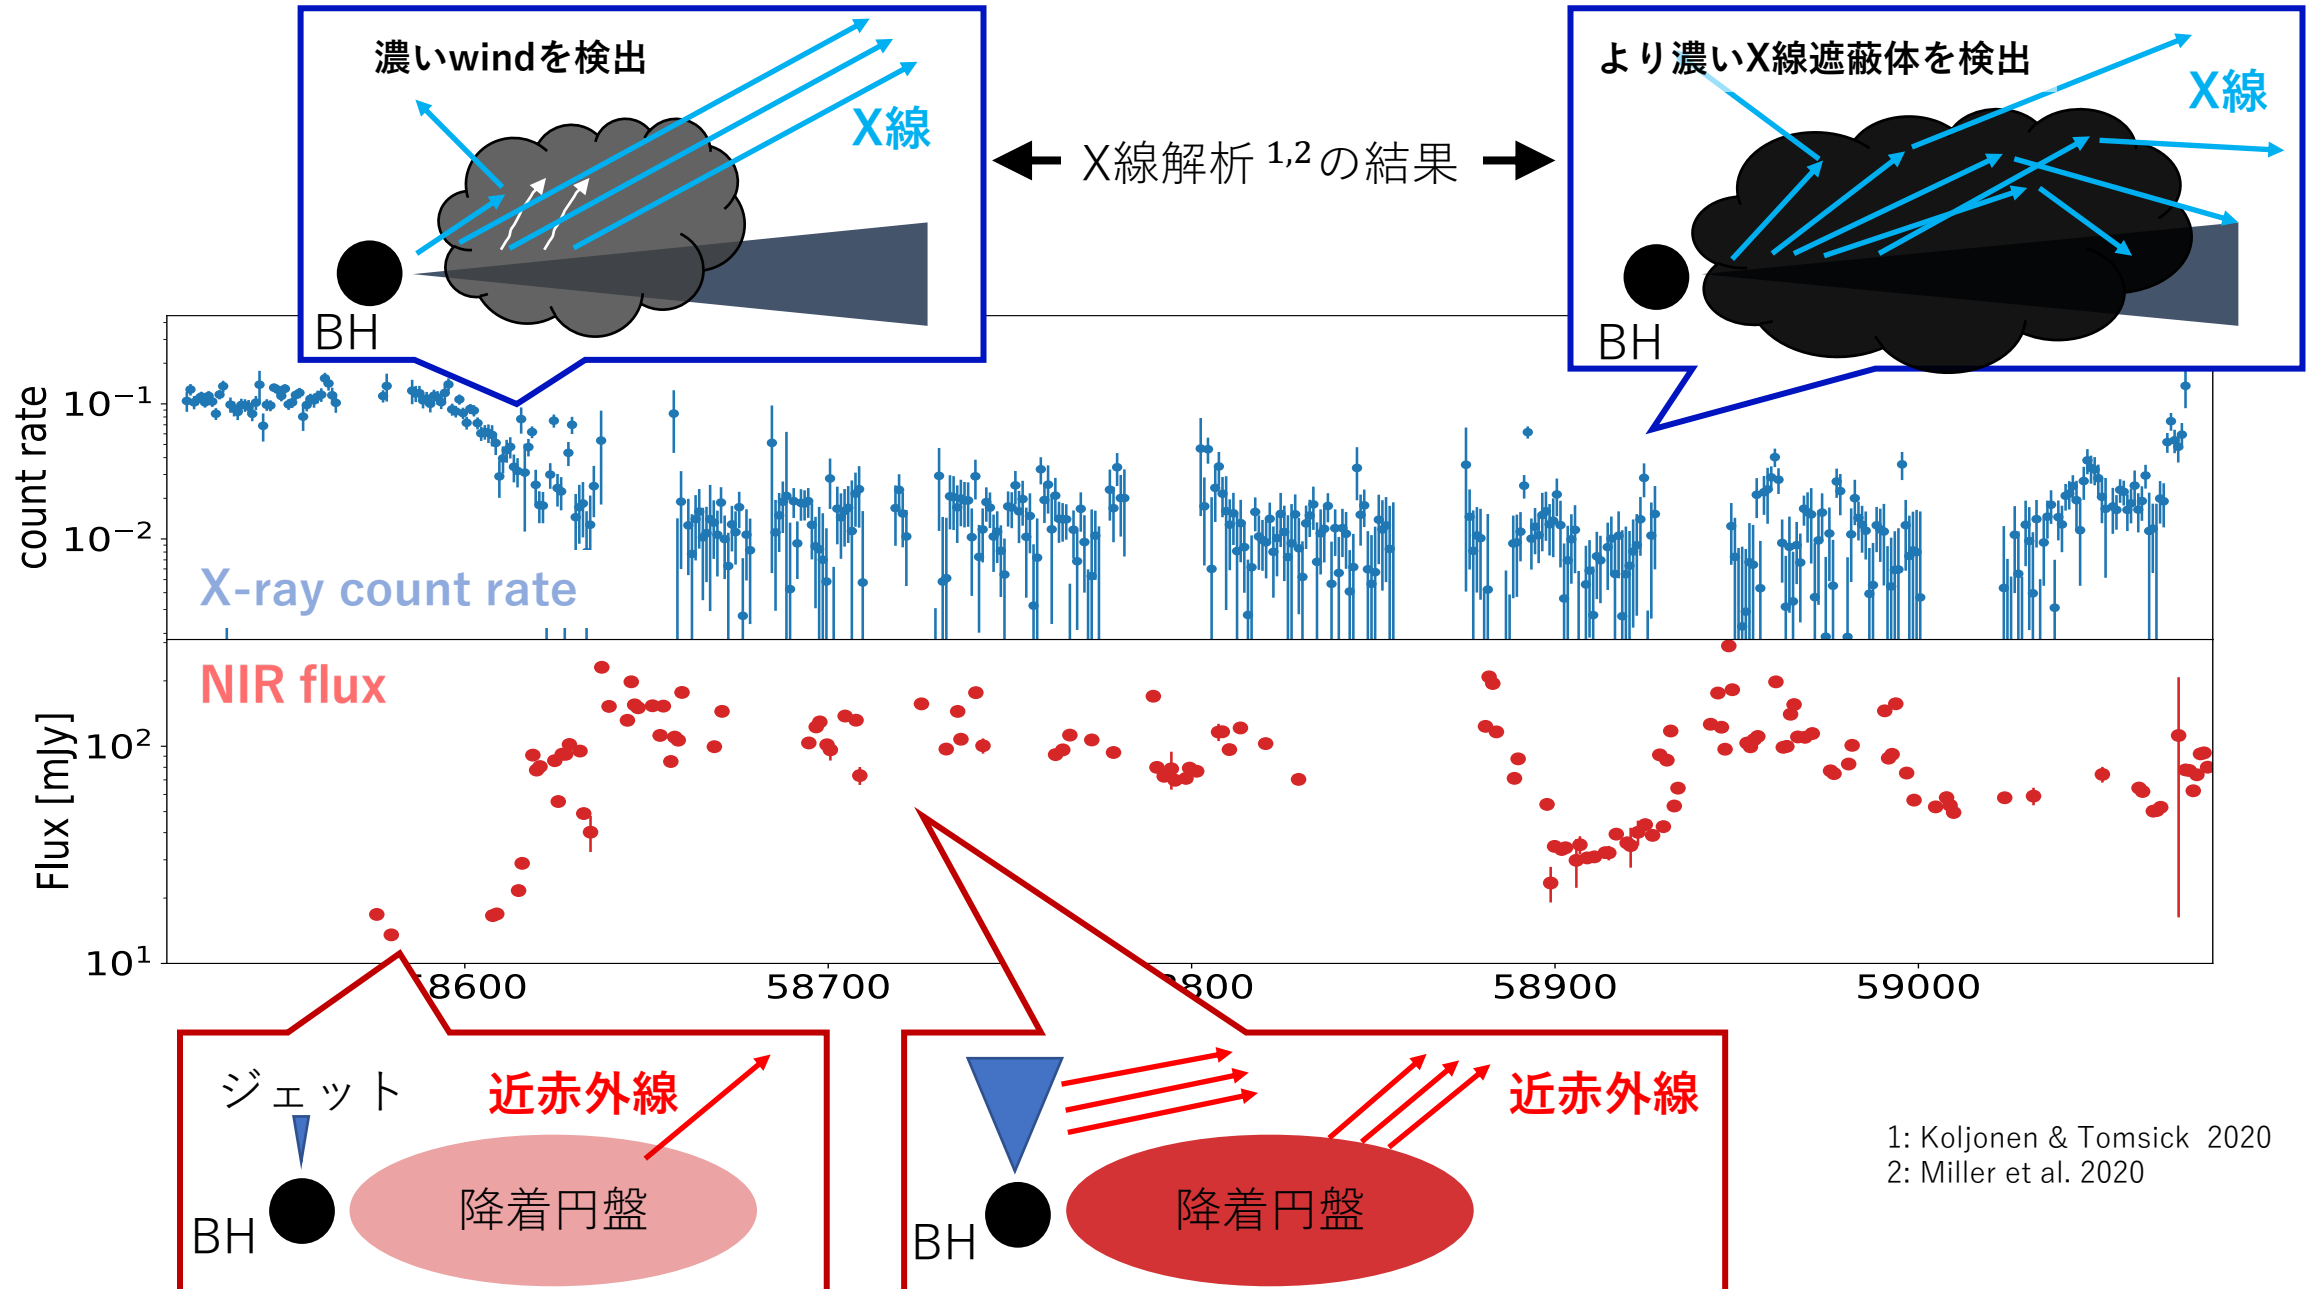 濃いwindを検出
X線
BH
X線解析 1,2 の結果
より濃いX線遮蔽体を検出
X線
BH
count rate
10−1
10−2
X-ray count rate
NIR flux
Flux [mJy]
102
101
8600
58700
800
58900
59000
ジェット
近赤外線
降着円盤
BH
近赤外線
降着円盤
BH
1: Koljonen & Tomsick 2020
2: Miller et al. 2020